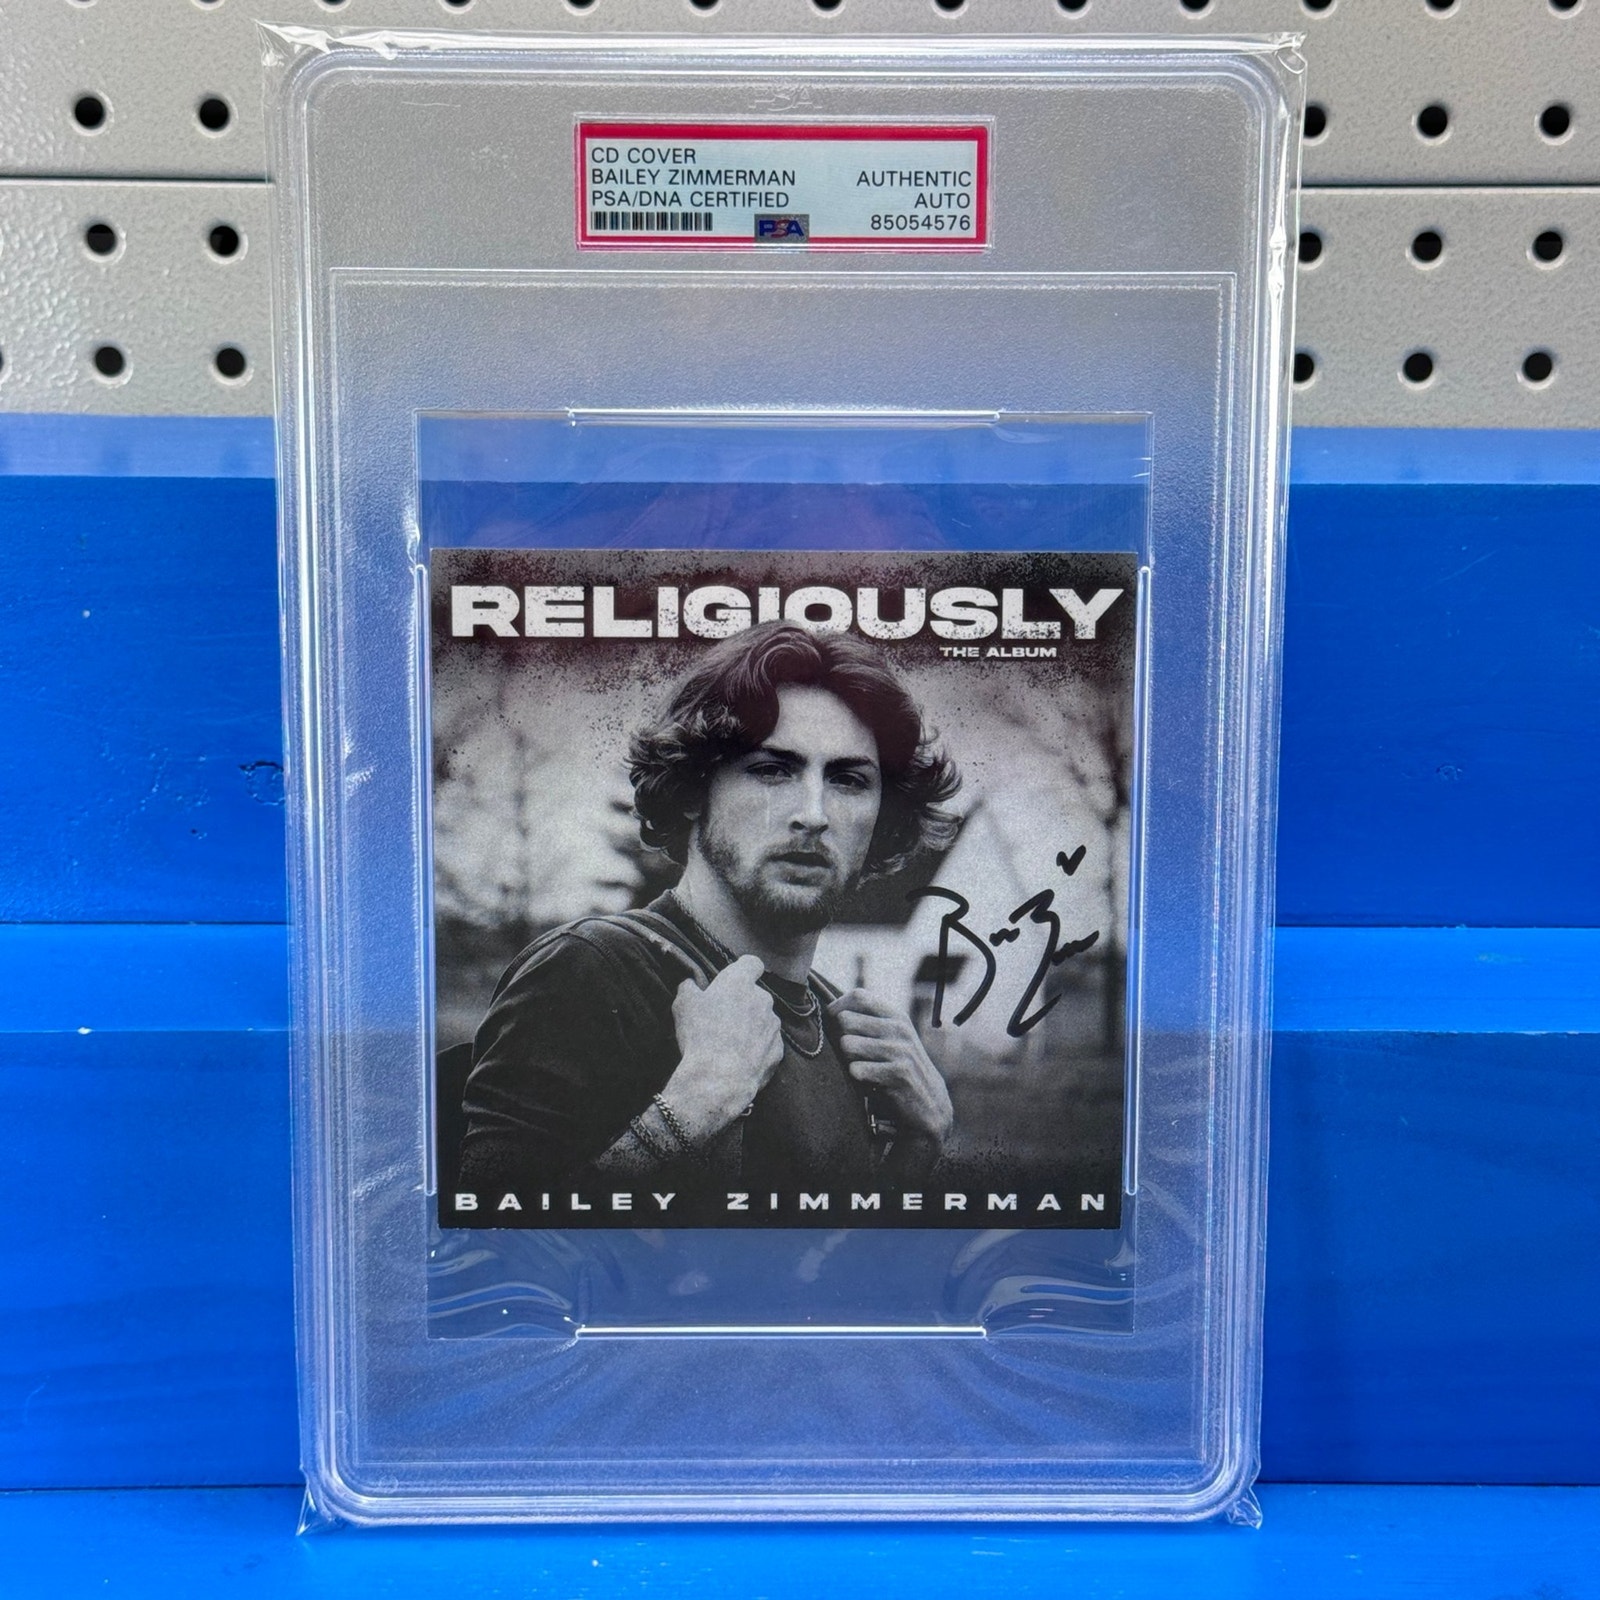 CD COVER
BAILEY ZIMMERMAN AUTHENTIC
PSA/DNA CERTIFIED AUTO
PSA 85054576
RELIGIOUSLY
THE ALBUM
BAILEY ZIMMERMAN